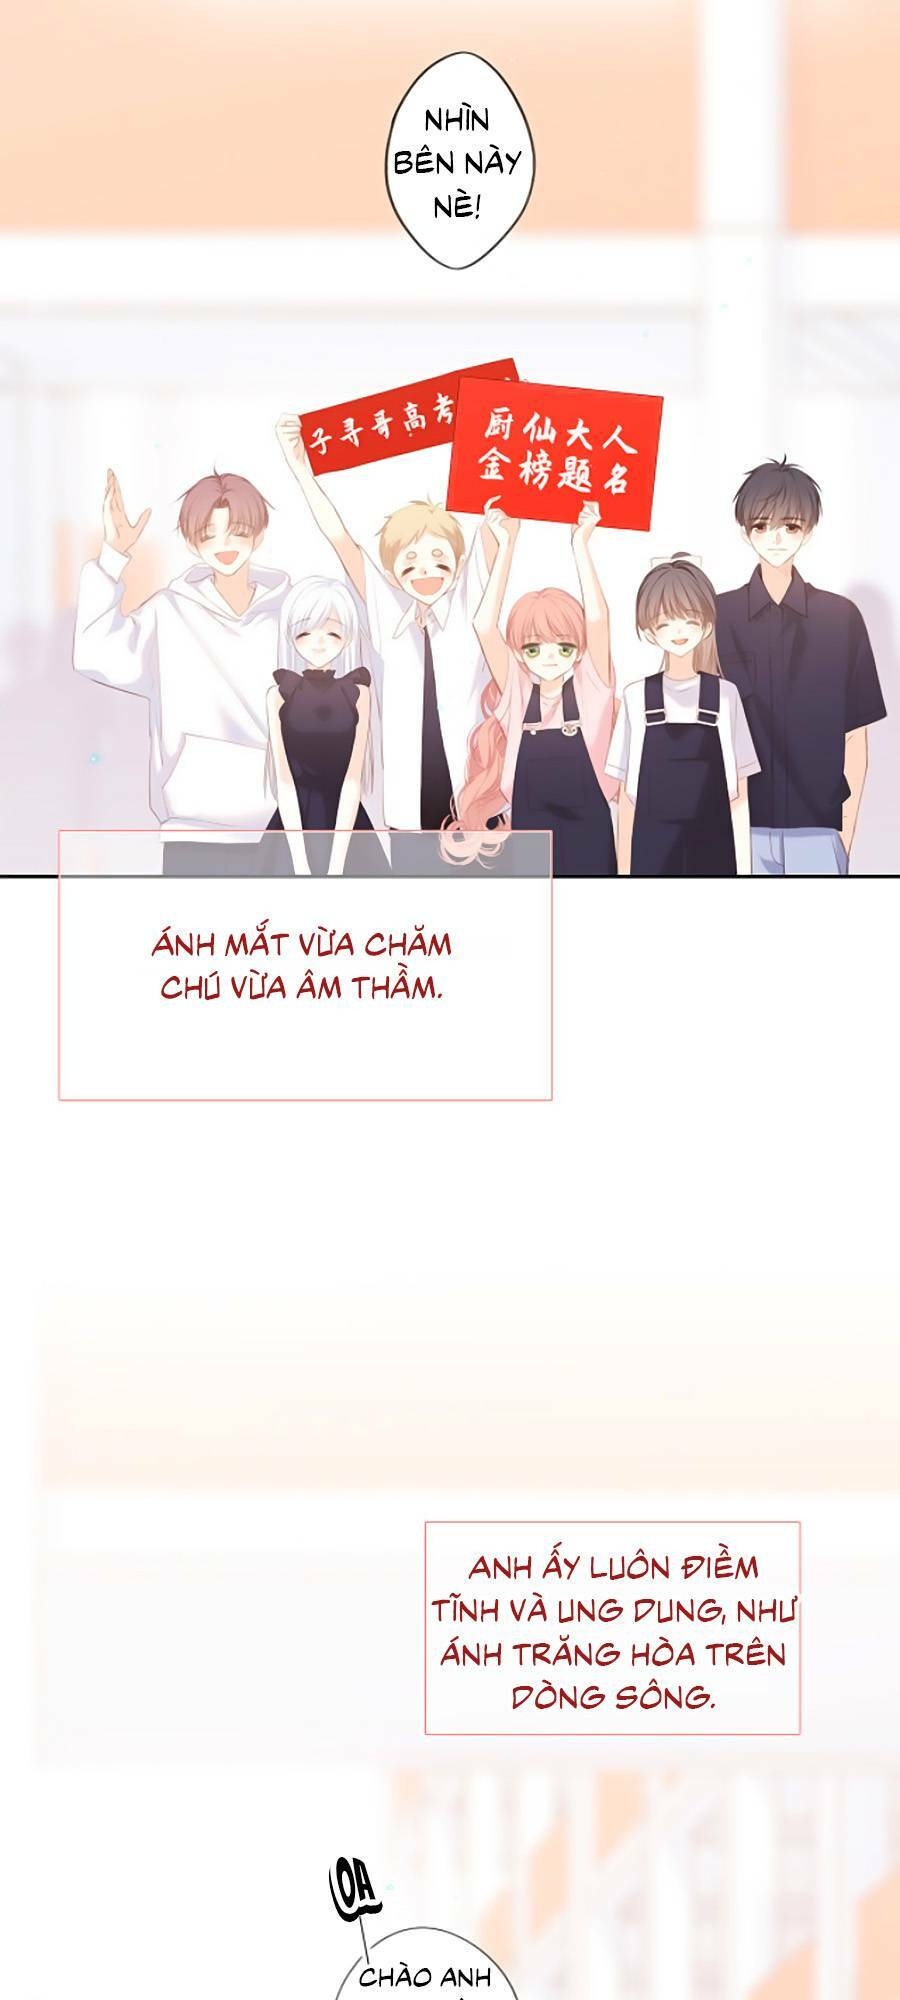 NHÌN
BÊN NÀY
NÈ!
子寻哥高考
厨仙大人
金榜题名
ÁNH MẮT VỪA CHĂM
CHÚ VỪA ÂM THẦM.
ANH ẤY LUÔN ĐIỀM
TĨNH VÀ UNG DUNG, NHƯ
ÁNH TRĂNG HÒA TRÊN
DÒNG SÔNG.
OA
CHÀO ANH